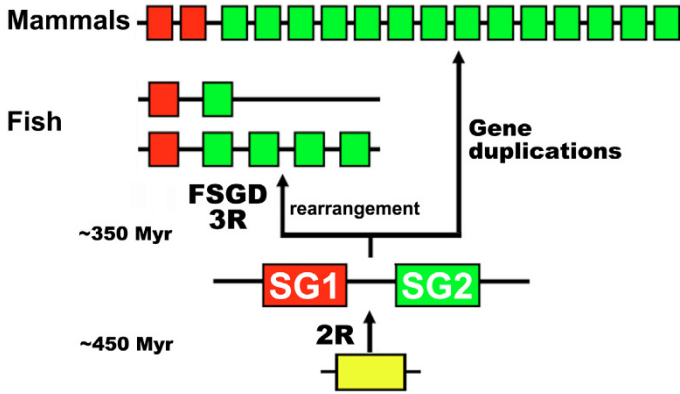 Mammals
Fish
Gene
duplications
FSGD
3R
rearrangement
~350 Myr
SG1
SG2
2R
~450 Myr